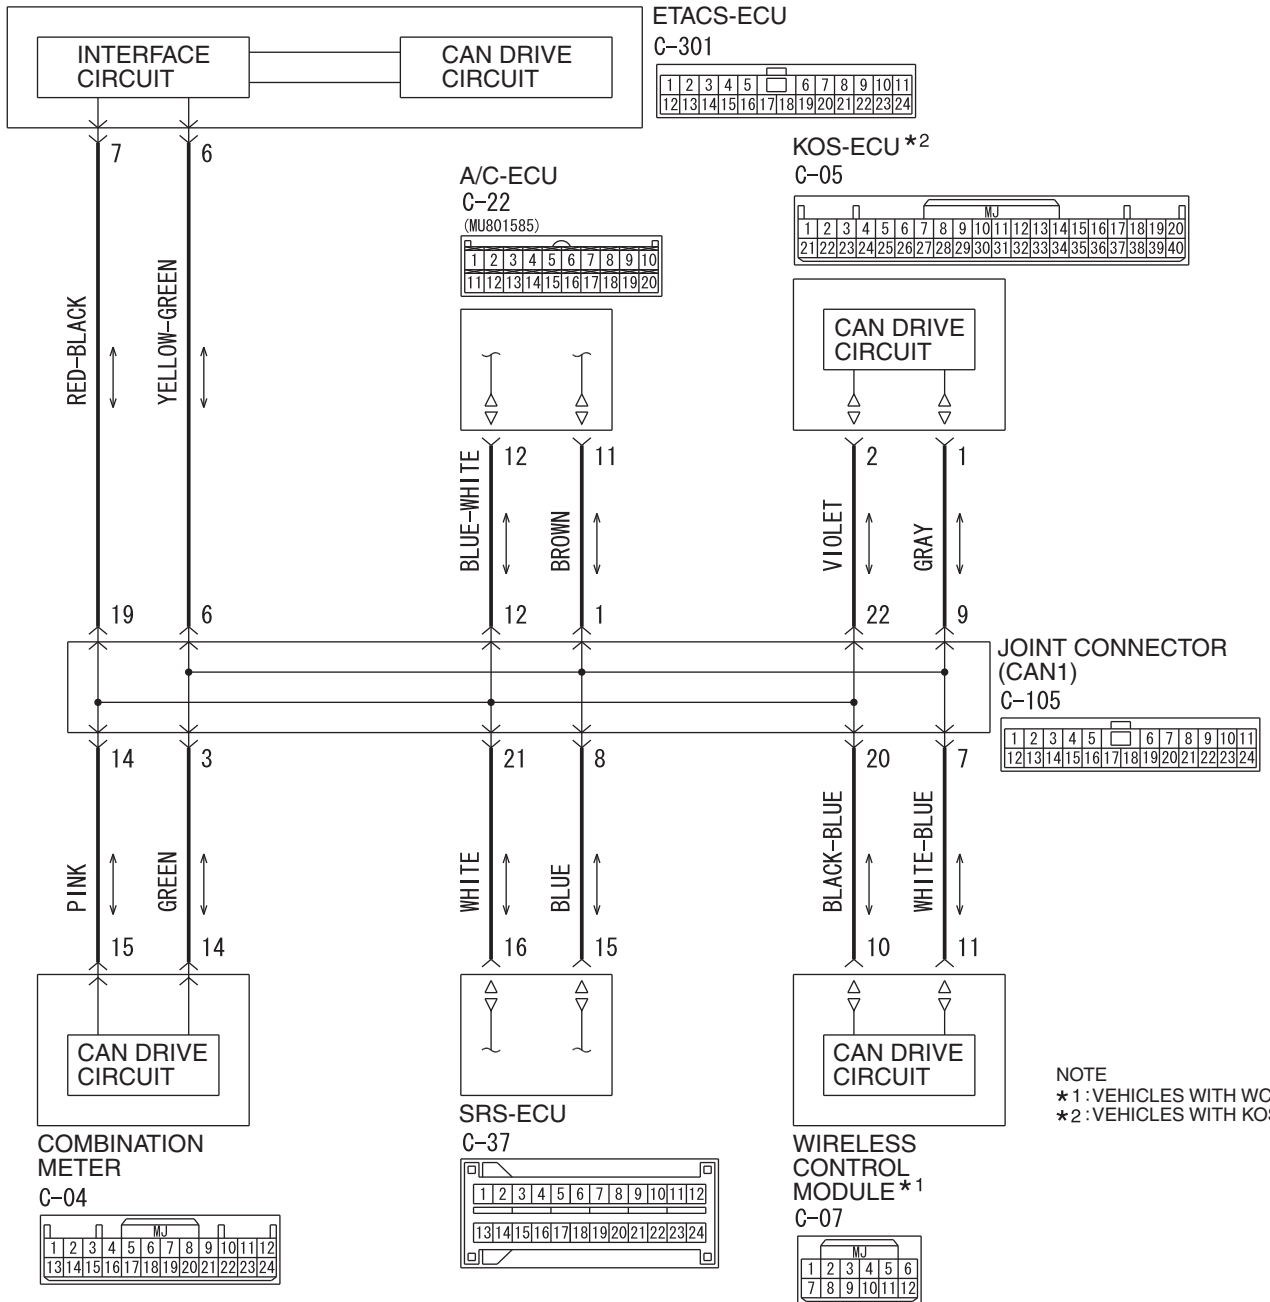 ETACS-ECU
C-301
INTERFACE
CIRCUIT
CAN DRIVE
CIRCUIT
1 2 3 4 5 6 7 8 9 10 11
12 13 14 15 16 17 18 19 20 21 22 23 24
7 6
KOS-ECU *2
C-05
MJ
1 2 3 4 5 6 7 8 9 10 11 12 13 14 15 16 17 18 19 20
21 22 23 24 25 26 27 28 29 30 31 32 33 34 35 36 37 38 39 40
A/C-ECU
C-22
(MU801585)
1 2 3 4 5 6 7 8 9 10
11 12 13 14 15 16 17 18 19 20
CAN DRIVE
CIRCUIT
RED-BLACK
YELLOW-GREEN
12 11 2 1
BLUE-WHITE
BROWN
VIOLET
GRAY
19 6 12 1 22 9
JOINT CONNECTOR
(CAN1)
C-105
1 2 3 4 5 6 7 8 9 10 11
12 13 14 15 16 17 18 19 20 21 22 23 24
14 3 21 8 20 7
PINK
GREEN
WHITE
BLUE
BLACK-BLUE
WHITE-BLUE
15 14 16 15 10 11
CAN DRIVE
CIRCUIT
CAN DRIVE
CIRCUIT
COMBINATION
METER
C-04
MJ
1 2 3 4 5 6 7 8 9 10 11 12
13 14 15 16 17 18 19 20 21 22 23 24
SRS-ECU
C-37
1 2 3 4 5 6 7 8 9 10 11 12
13 14 15 16 17 18 19 20 21 22 23 24
WIRELESS
CONTROL
MODULE *1
C-07
MJ
1 2 3 4 5 6
7 8 9 10 11 12
NOTE
*1:VEHICLES WITH
*2:VEHICLES WITH